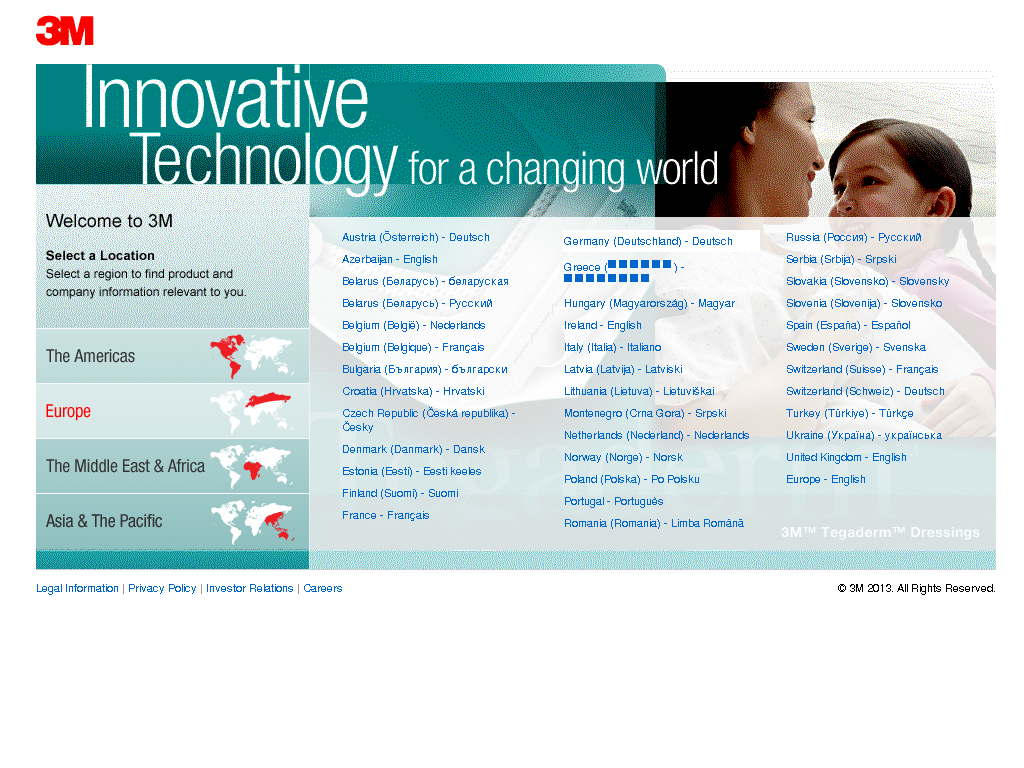 3M
Innovative
Technology for a changing world
Welcome to 3M
Select a Location
Select a region to find product and
company information relevant to you.
The Americas
Europe
The Middle East & Africa
Asia & The Pacific
Austria (Österreich) - Deutsch
Azerbaijan - English
Belarus (Беларусь) - беларуская
Belarus (Беларусь) - Русский
Belgium (België) - Nederlands
Belgium (Belgique) - Français
Bulgaria (България) - български
Croatia (Hrvatska) - Hrvatski
Czech Republic (Česká republika) -
Česky
Denmark (Danmark) - Dansk
Estonia (Eesti) - Eesti keeles
Finland (Suomi) - Suomi
France - Français
Germany (Deutschland) - Deutsch
Greece (■■■■■■) -
■■■■■■■■
Hungary (Magyarország) - Magyar
Ireland - English
Italy (Italia) - Italiano
Latvia (Latvija) - Latviski
Lithuania (Lietuva) - Lietuviškai
Montenegro (Crna Gora) - Srpski
Netherlands (Nederland) - Nederlands
Norway (Norge) - Norsk
Poland (Polska) - Po Polsku
Portugal - Português
Romania (Romania) - Limba Română
Russia (Россия) - Русский
Serbia (Srbija) - Srpski
Slovakia (Slovensko) - Slovensky
Slovenia (Slovenija) - Slovensko
Spain (España) - Español
Sweden (Sverige) - Svenska
Switzerland (Suisse) - Français
Switzerland (Schweiz) - Deutsch
Turkey (Türkiye) - Türkçe
Ukraine (Україна) - українська
United Kingdom - English
Europe - English
3M™ Tegaderm™ Dressings
Legal Information | Privacy Policy | Investor Relations | Careers
© 3M 2013. All Rights Reserved.